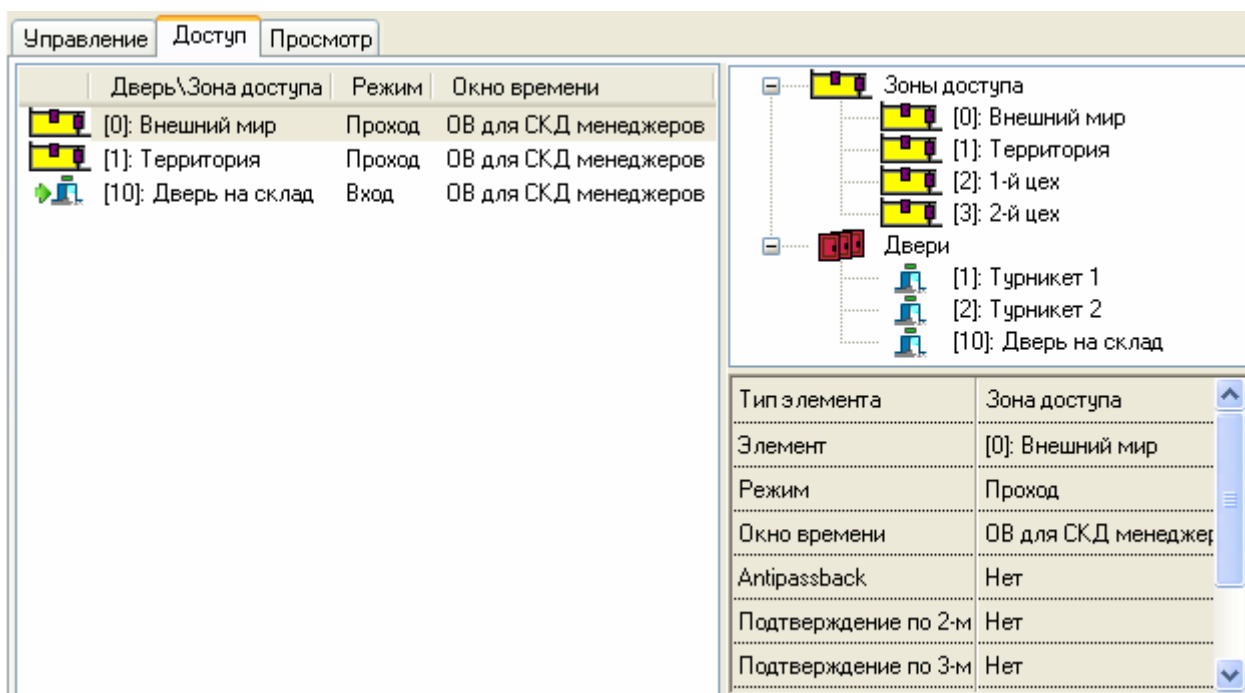 Управление Доступ Просмотр
Дверь\Зона доступа Режим Окно времени
[0]: Внешний мир Проход ОВ для СКД менеджеров
[1]: Территория Проход ОВ для СКД менеджеров
[10]: Дверь на склад Вход ОВ для СКД менеджеров
Зоны доступа
[0]: Внешний мир
[1]: Территория
[2]: 1-й цех
[3]: 2-й цех
Двери
[1]: Турникет 1
[2]: Турникет 2
[10]: Дверь на склад
Тип элемента Зона доступа
Элемент [0]: Внешний мир
Режим Проход
Окно времени ОВ для СКД менеджер
Antipassback Нет
Подтверждение по 2-м Нет
Подтверждение по 3-м Нет